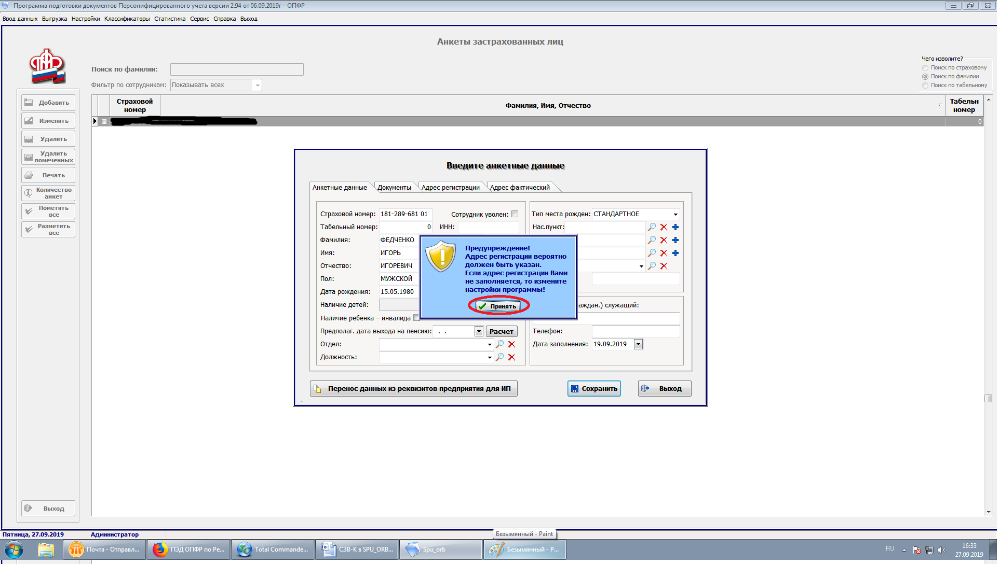 Программа подготовки документов Персонифицированного учета версии 2.94 от 06.09.2019г - ОПФР
Ввод данных Выгрузка Настройки Классификаторы Статистика Сервис Справка Выход
Анкеты застрахованных лиц
Чего изволите?
Поиск по страховому
Поиск по фамилии
Поиск по табельному
Поиск по фамилии:
Фильтр по сотрудникам: Показывать всех
Добавить
Изменить
Удалить
Удалить
помеченных
Печать
Количество
анкет
Пометить
все
Разметить
все
Выход
Страховой
номер
Фамилия, Имя, Отчество
Табельн
номер
0
Введите анкетные данные
Анкетные данные Документы Адрес регистрации Адрес фактический
Страховой номер: 181-289-681 01 Сотрудник уволен:
Табельный номер: 0 ИНН:
Фамилия: ФЕДЧЕНКО
Имя: ИГОРЬ
Отчество: ИГОРЕВИЧ
Пол: МУЖСКОЙ
Дата рождения: 15.05.1980
Наличие детей:
Наличие ребенка – инвалида
Предполаг. дата выхода на пенсию: . . Расчет
Отдел:
Должность:
Тип места рожден: СТАНДАРТНОЕ
Нас.пункт:
аждан.) служащий:
Телефон:
Дата заполнения: 19.09.2019
Предупреждение!
Адрес регистрации вероятно
должен быть указан.
Если адрес регистрации Вами
не заполняется, то измените
настройки программы!
Принять
Перенос данных из реквизитов предприятия для ИП
Сохранить
Выход
Пятница, 27.09.2019 Администратор
Безымянный - Paint
Почта - Отправл...
ПЭД ОПФР по Ре...
Total Commande...
СЗВ-К в SPU_ORB...
Spu_orb
Безымянный - P...
RU
16:33
27.09.2019